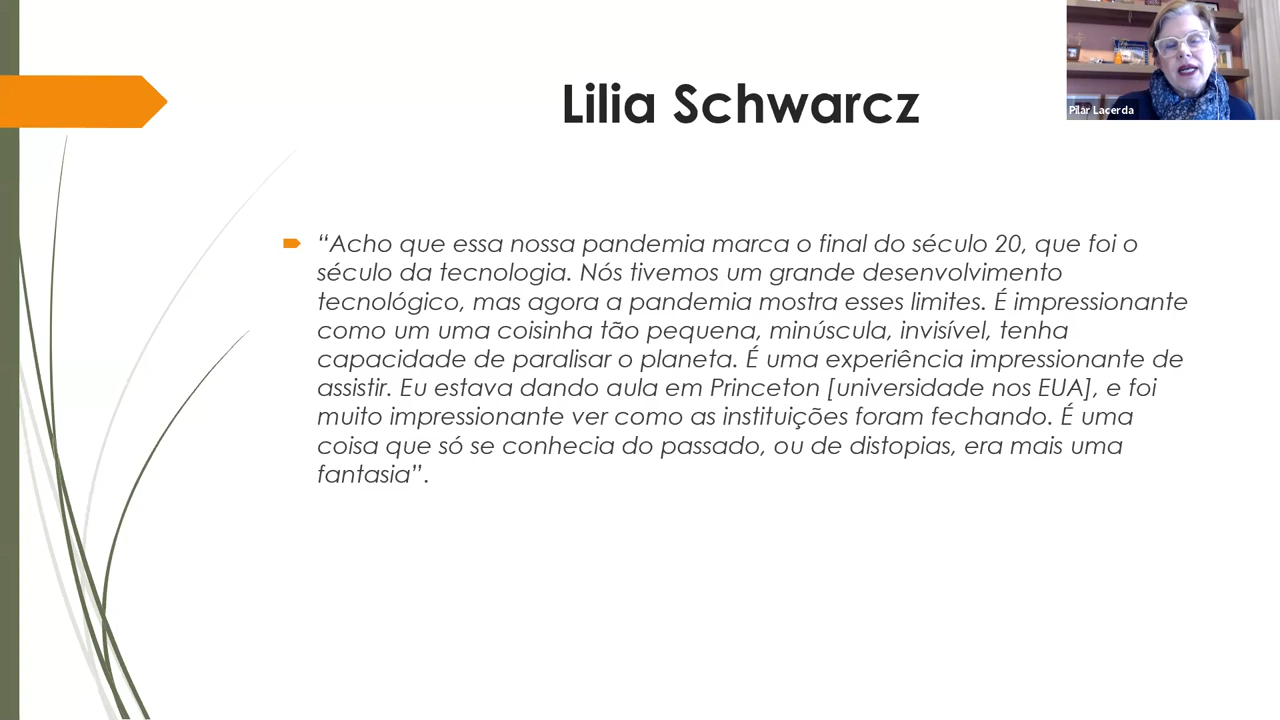 Lilia Schwarcz
Pilar Lacerda
“Acho que essa nossa pandemia marca o final do século 20, que foi o
século da tecnologia. Nós tivemos um grande desenvolvimento
tecnológico, mas agora a pandemia mostra esses limites. É impressionante
como um uma coisinha tão pequena, minúscula, invisível, tenha
capacidade de paralisar o planeta. É uma experiência impressionante de
assistir. Eu estava dando aula em Princeton [universidade nos EUA], e foi
muito impressionante ver como as instituições foram fechando. É uma
coisa que só se conhecia do passado, ou de distopias, era mais uma
fantasia”.